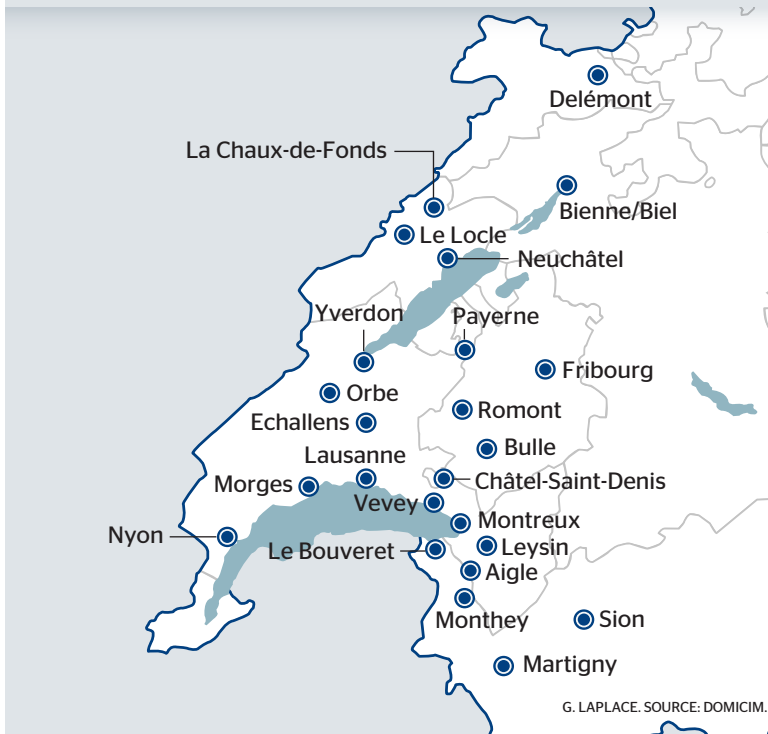 Delémont
La Chaux-de-Fonds
Bienne/Biel
Le Locle
Neuchâtel
Yverdon
Payerne
Fribourg
Orbe
Romont
Echallens
Bulle
Lausanne
Châtel-Saint-Denis
Morges
Vevey
Montreux
Nyon
Le Bouveret
Leysin
Aigle
Monthey
Sion
Martigny
G. LAPLACE. SOURCE: DOMICIM.